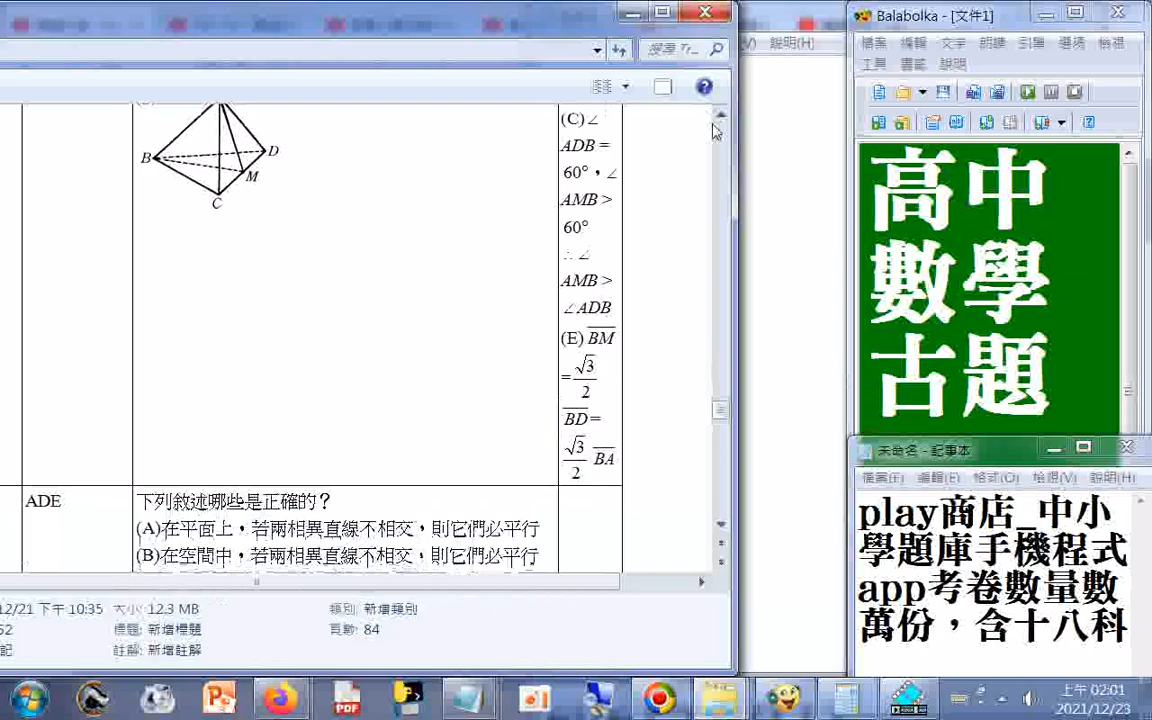 Balabolka - [文件1]
(V) 說明(H)
搜尋 Tr...
檔案 編輯 文字 朗讀 引擎 選項 檢視
工具 書籤 說明
B
D
M
C
(C)∠
ADB =
60°，∠
AMB >
60°
∴∠
AMB >
∠ADB
(E) BM
=√3/2
BD=
√3/2 BA
ADE
下列敘述哪些是正確的？
(A)在平面上，若兩相異直線不相交，則它們必平行
(B)在空間中，若兩相異直線不相交，則它們必平行
高中
數學
古題
未命名 - 記事本
檔案(F) 編輯(E) 格式(O) 檢視(V) 說明(H)
play商店_中小
學題庫手機程式
app考卷數量數
萬份，含十八科
12/21 下午 10:35 大小: 12.3 MB 類別: 新增類別
52 標題: 新增標題 頁數: 84
記 註解: 新增註解
上午 02:01
2021/12/23